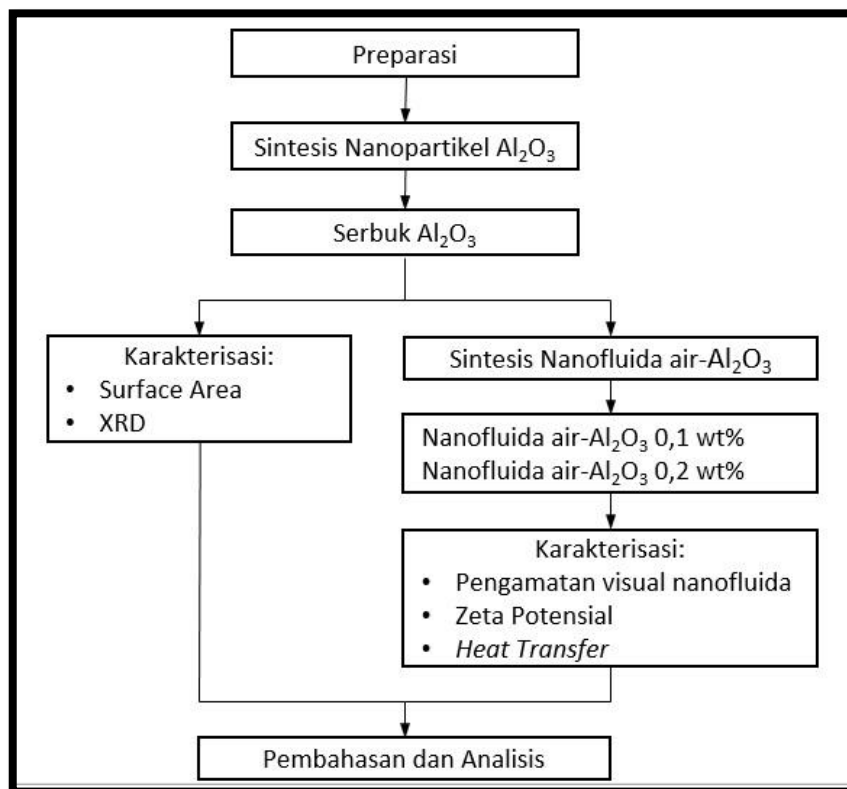 Preparasi
Sintesis Nanopartikel Al₂O₃
Serbuk Al₂O₃
Karakterisasi:
• Surface Area
• XRD
Sintesis Nanofluida air-Al₂O₃
Nanofluida air-Al₂O₃ 0,1 wt%
Nanofluida air-Al₂O₃ 0,2 wt%
Karakterisasi:
• Pengamatan visual nanofluida
• Zeta Potensial
• Heat Transfer
Pembahasan dan Analisis